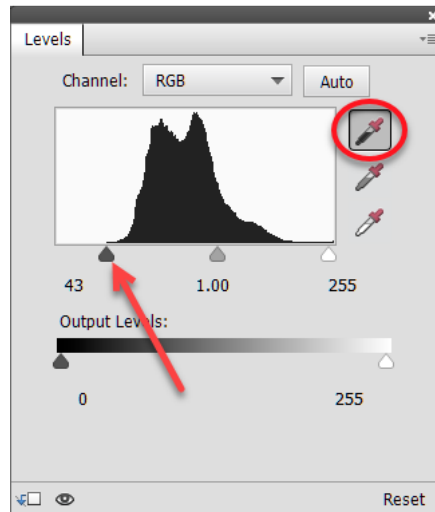 Levels
Channel: RGB Auto
43 1.00 255
Output Levels:
0 255
Reset